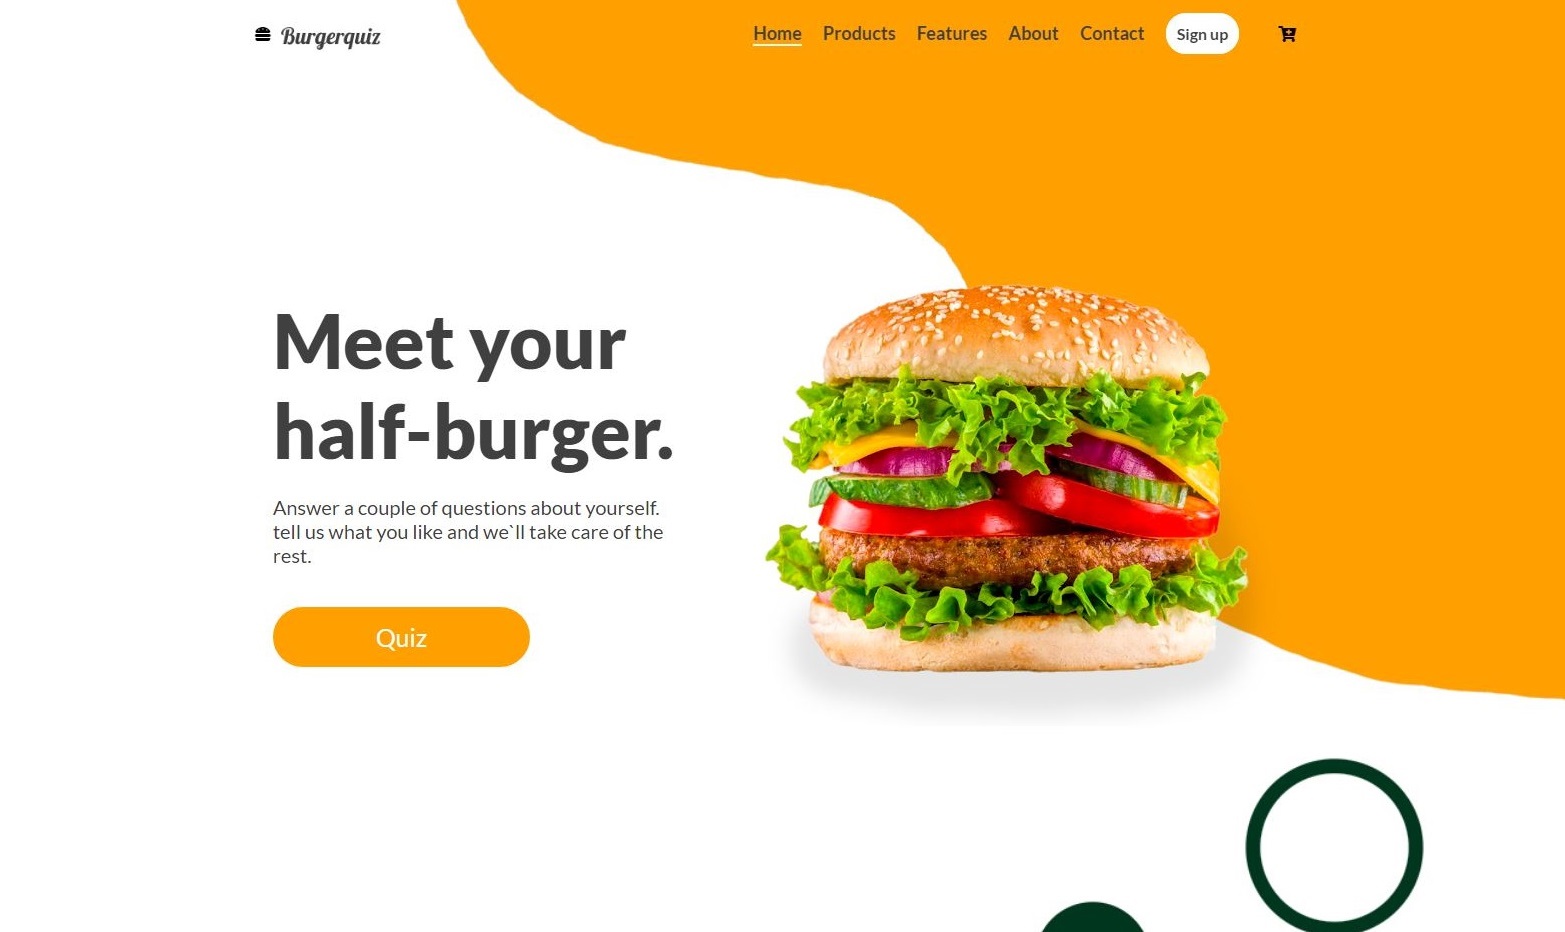 Burgerquiz
Home Products Features About Contact Sign up
Meet your
half-burger.
Answer a couple of questions about yourself.
tell us what you like and we`ll take care of the
rest.
Quiz